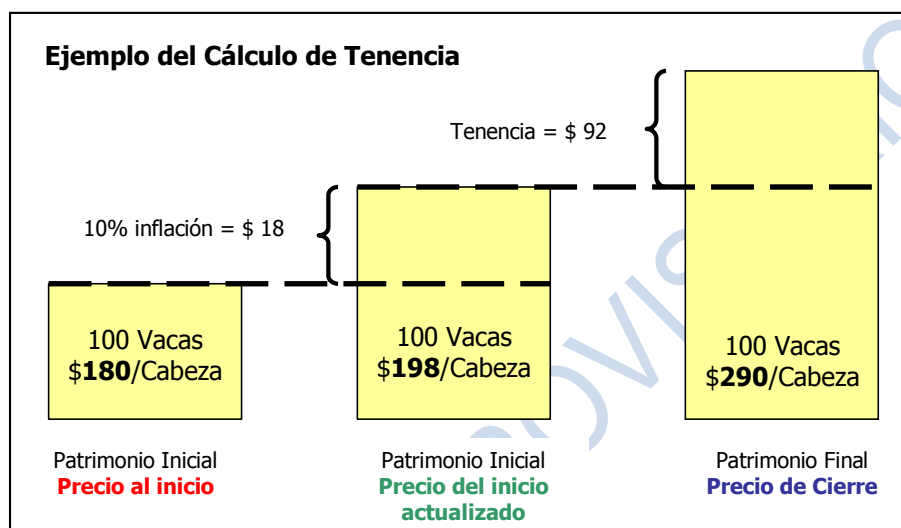 Ejemplo del Cálculo de Tenencia
Tenencia = $ 92
10% inflación = $ 18
100 Vacas
$180/Cabeza
100 Vacas
$198/Cabeza
100 Vacas
$290/Cabeza
Patrimonio Inicial
Precio al inicio
Patrimonio Inicial
Precio del inicio
actualizado
Patrimonio Final
Precio de Cierre